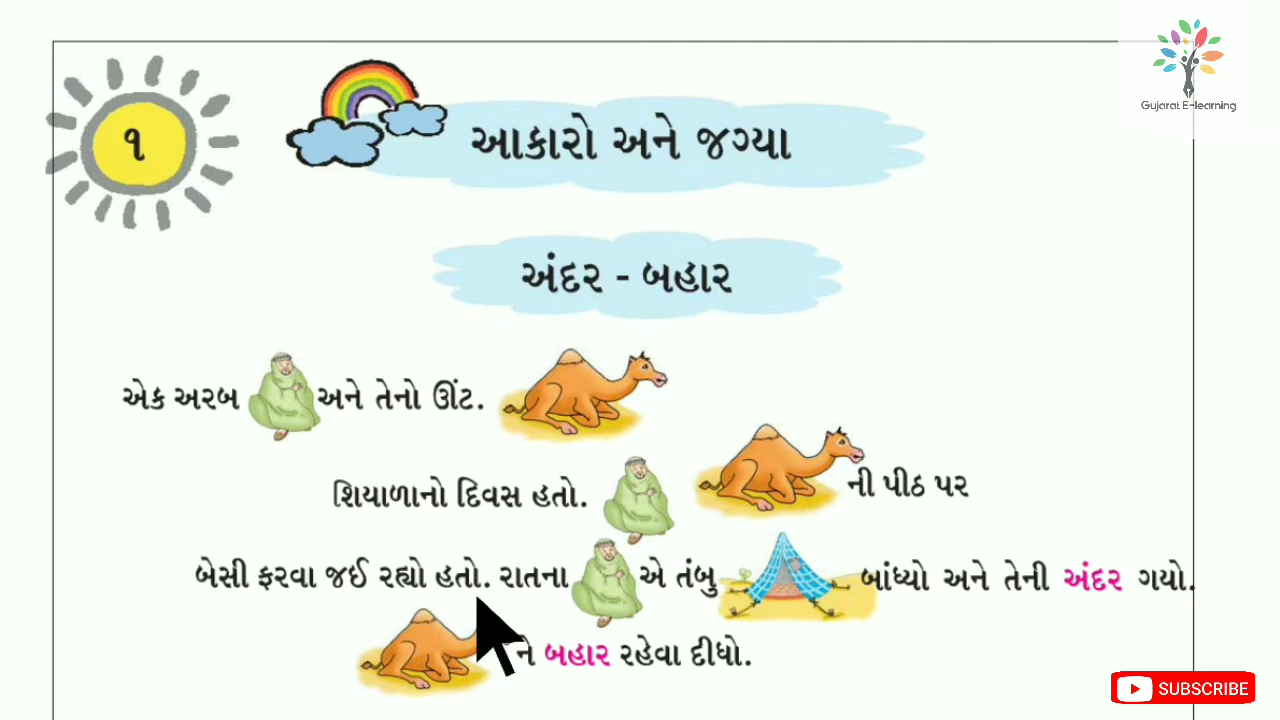 Gujarat E-learning
૧
આકારો અને જગ્યા
અંદર - બહાર
એક અરબ અને તેનો ઊંટ.
શિયાળાનો દિવસ હતો. ની પીઠ પર
બેસી ફરવા જઈ રહ્યો હતો. રાતના એ તંબુ બાંધ્યો અને તેની અંદર ગયો.
ને બહાર રહેવા દીધો.
SUBSCRIBE